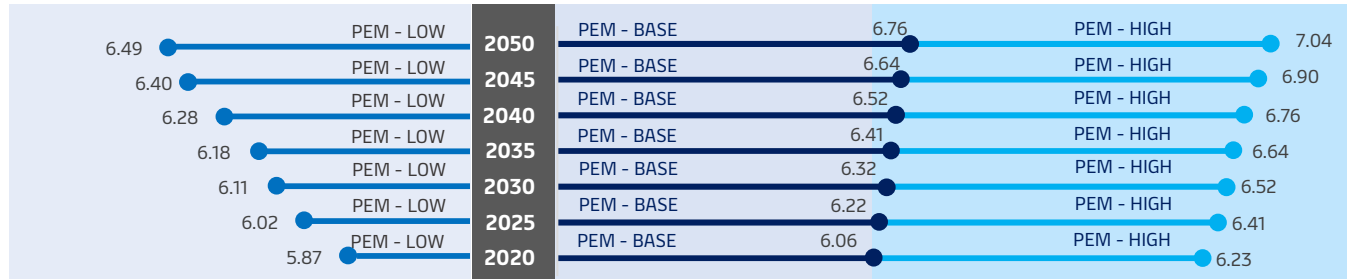 6.49 PEM - LOW 2050 PEM - BASE 6.76 PEM - HIGH 7.04
6.40 PEM - LOW 2045 PEM - BASE 6.64 PEM - HIGH 6.90
6.28 PEM - LOW 2040 PEM - BASE 6.52 PEM - HIGH 6.76
6.18 PEM - LOW 2035 PEM - BASE 6.41 PEM - HIGH 6.64
6.11 PEM - LOW 2030 PEM - BASE 6.32 PEM - HIGH 6.52
6.02 PEM - LOW 2025 PEM - BASE 6.22 PEM - HIGH 6.41
5.87 PEM - LOW 2020 PEM - BASE 6.06 PEM - HIGH 6.23